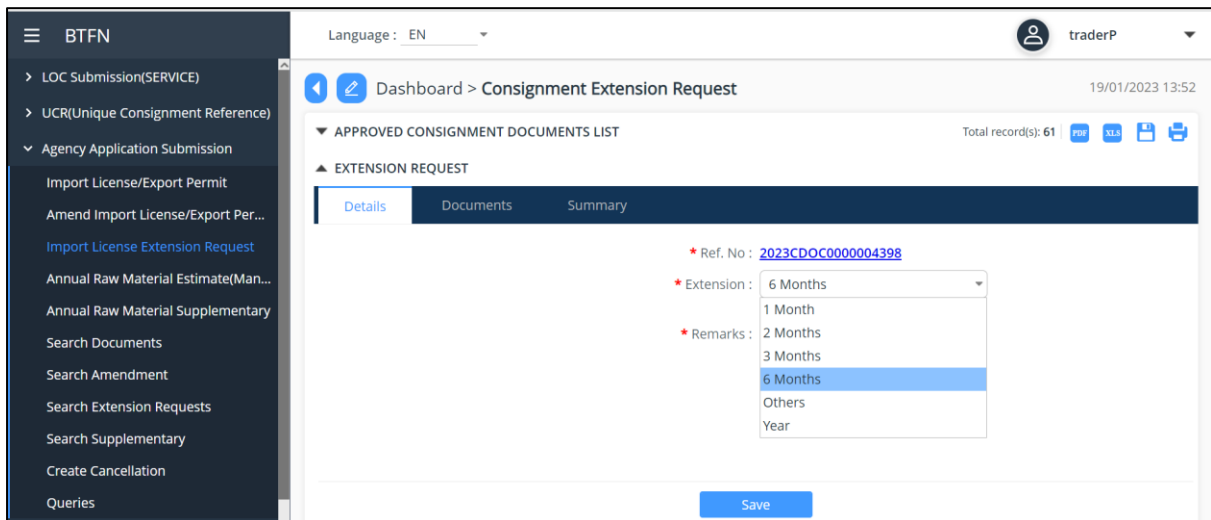 BTFN
Language : EN
traderP
LOC Submission(SERVICE)
UCR(Unique Consignment Reference)
Agency Application Submission
Import License/Export Permit
Amend Import License/Export Per...
Import License Extension Request
Annual Raw Material Estimate(Man...
Annual Raw Material Supplementary
Search Documents
Search Amendment
Search Extension Requests
Search Supplementary
Create Cancellation
Queries
Dashboard > Consignment Extension Request
19/01/2023 13:52
APPROVED CONSIGNMENT DOCUMENTS LIST
Total record(s): 61
PDF
XLS
EXTENSION REQUEST
Details Documents Summary
* Ref. No : 2023CDOC0000004398
* Extension : 6 Months
1 Month
* Remarks : 2 Months
3 Months
6 Months
Others
Year
Save